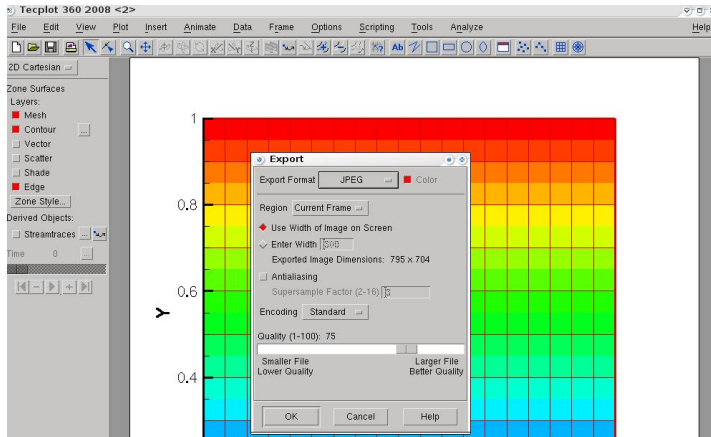 Tecplot 360 2008 <2>
File Edit View Plot Insert Animate Data Frame Options Scripting Tools Analyze Help
Ab
2D Cartesian
Zone Surfaces
Layers:
Mesh
Contour ...
Vector
Scatter
Shade
Edge
Zone Style...
Derived Objects:
Streamtraces ...
Time 0 ...
1
0.8
0.6
0.4
Y
Export
Export Format JPEG Color
Region Current Frame
Use Width of Image on Screen
Enter Width
Exported Image Dimensions: 795 x 704
Antialiasing
Supersample Factor (2-16) 3
Encoding Standard
Quality (1-100): 75
Smaller File Larger File
Lower Quality Better Quality
OK Cancel Help